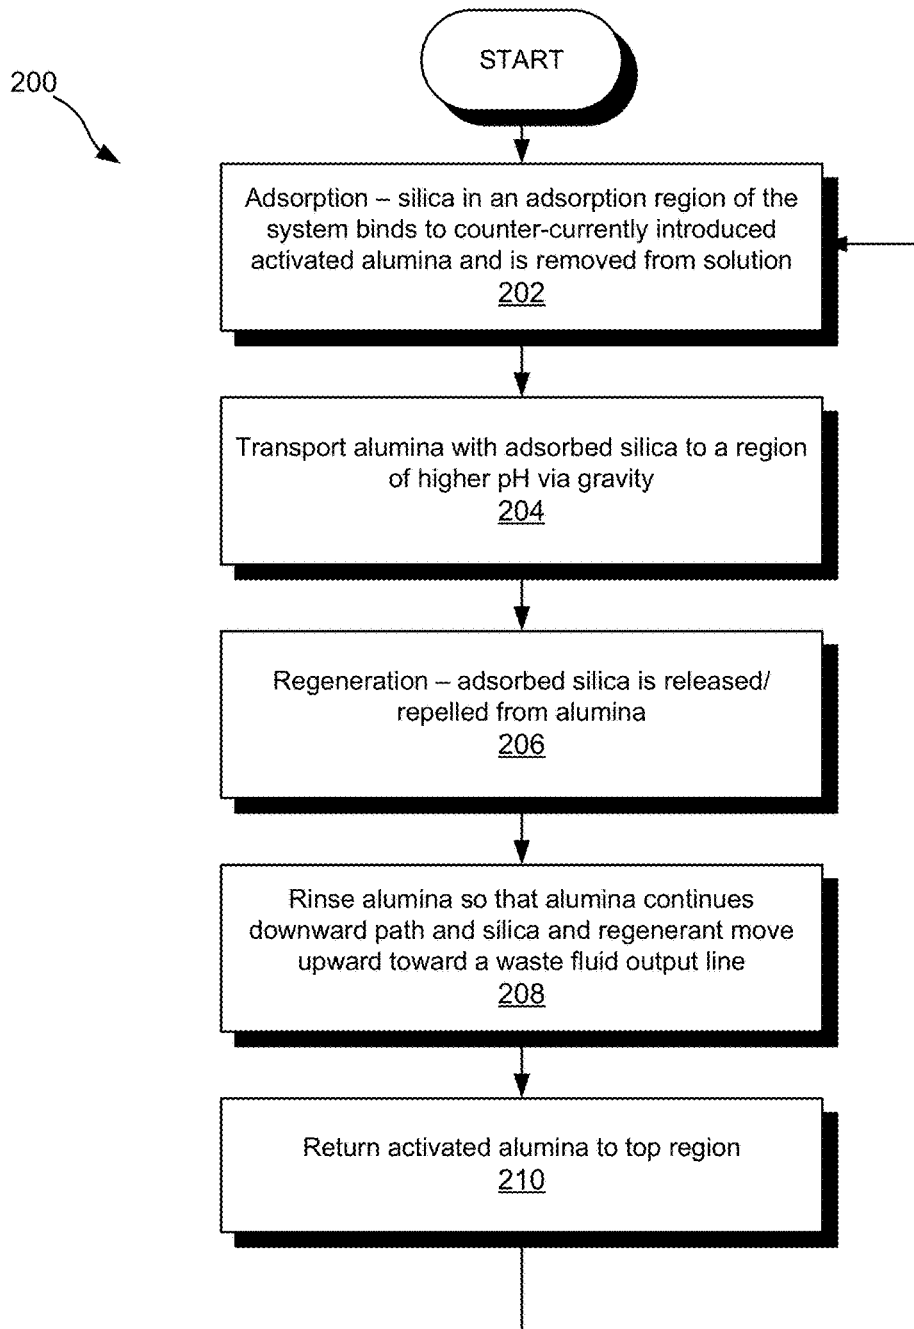 START
200
Adsorption – silica in an adsorption region of the
system binds to counter-currently introduced
activated alumina and is removed from solution
202
Transport alumina with adsorbed silica to a region
of higher pH via gravity
204
Regeneration – adsorbed silica is released/
repelled from alumina
206
Rinse alumina so that alumina continues
downward path and silica and regenerant move
upward toward a waste fluid output line
208
Return activated alumina to top region
210